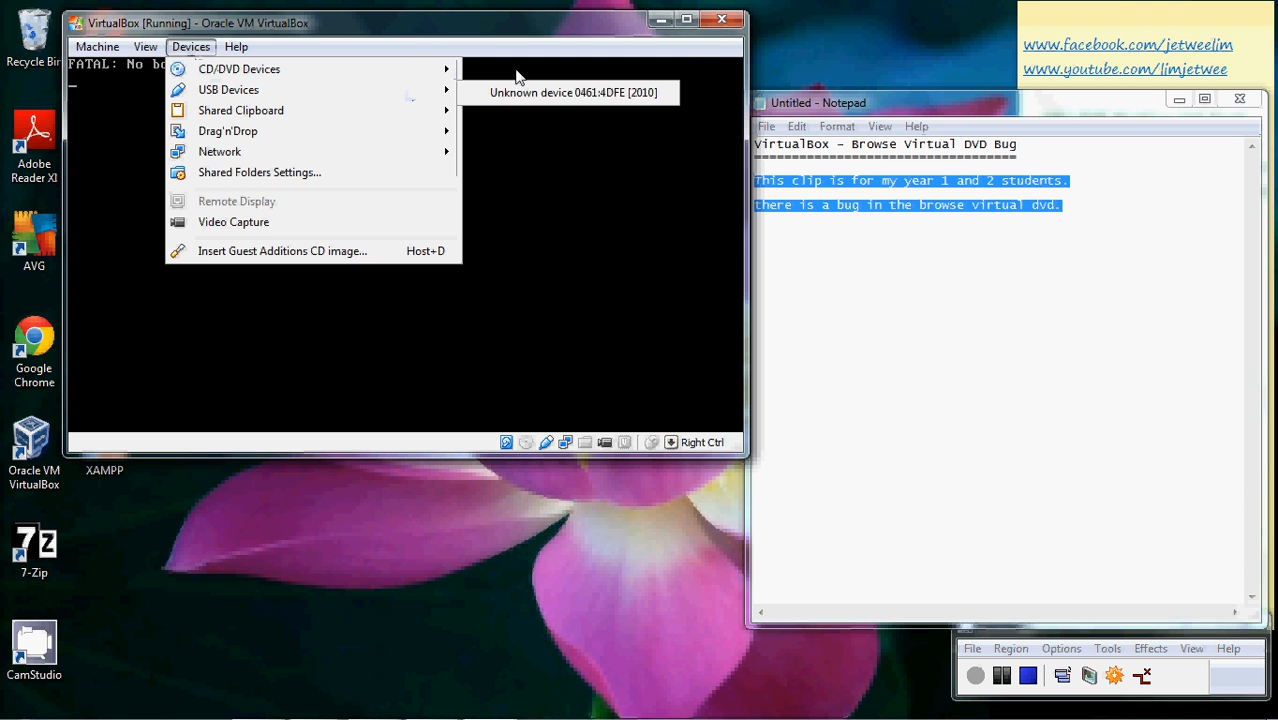 Recycle Bin
Adobe
Reader XI
AVG
Google
Chrome
Oracle VM
VirtualBox
XAMPP
7-Zip
CamStudio
VirtualBox [Running] - Oracle VM VirtualBox
Machine View Devices Help
FATAL: No
CD/DVD Devices
USB Devices
Shared Clipboard
Drag'n'Drop
Network
Shared Folders Settings...
Remote Display
Video Capture
Insert Guest Additions CD image... Host+D
Unknown device 0461:4DFE [2010]
Right Ctrl
www.facebook.com/jetweelim
www.youtube.com/limjetwee
Untitled - Notepad
File Edit Format View Help
VirtualBox - Browse Virtual DVD Bug
===================================
This clip is for my year 1 and 2 students.
there is a bug in the browse virtual dvd.
File Region Options Tools Effects View Help